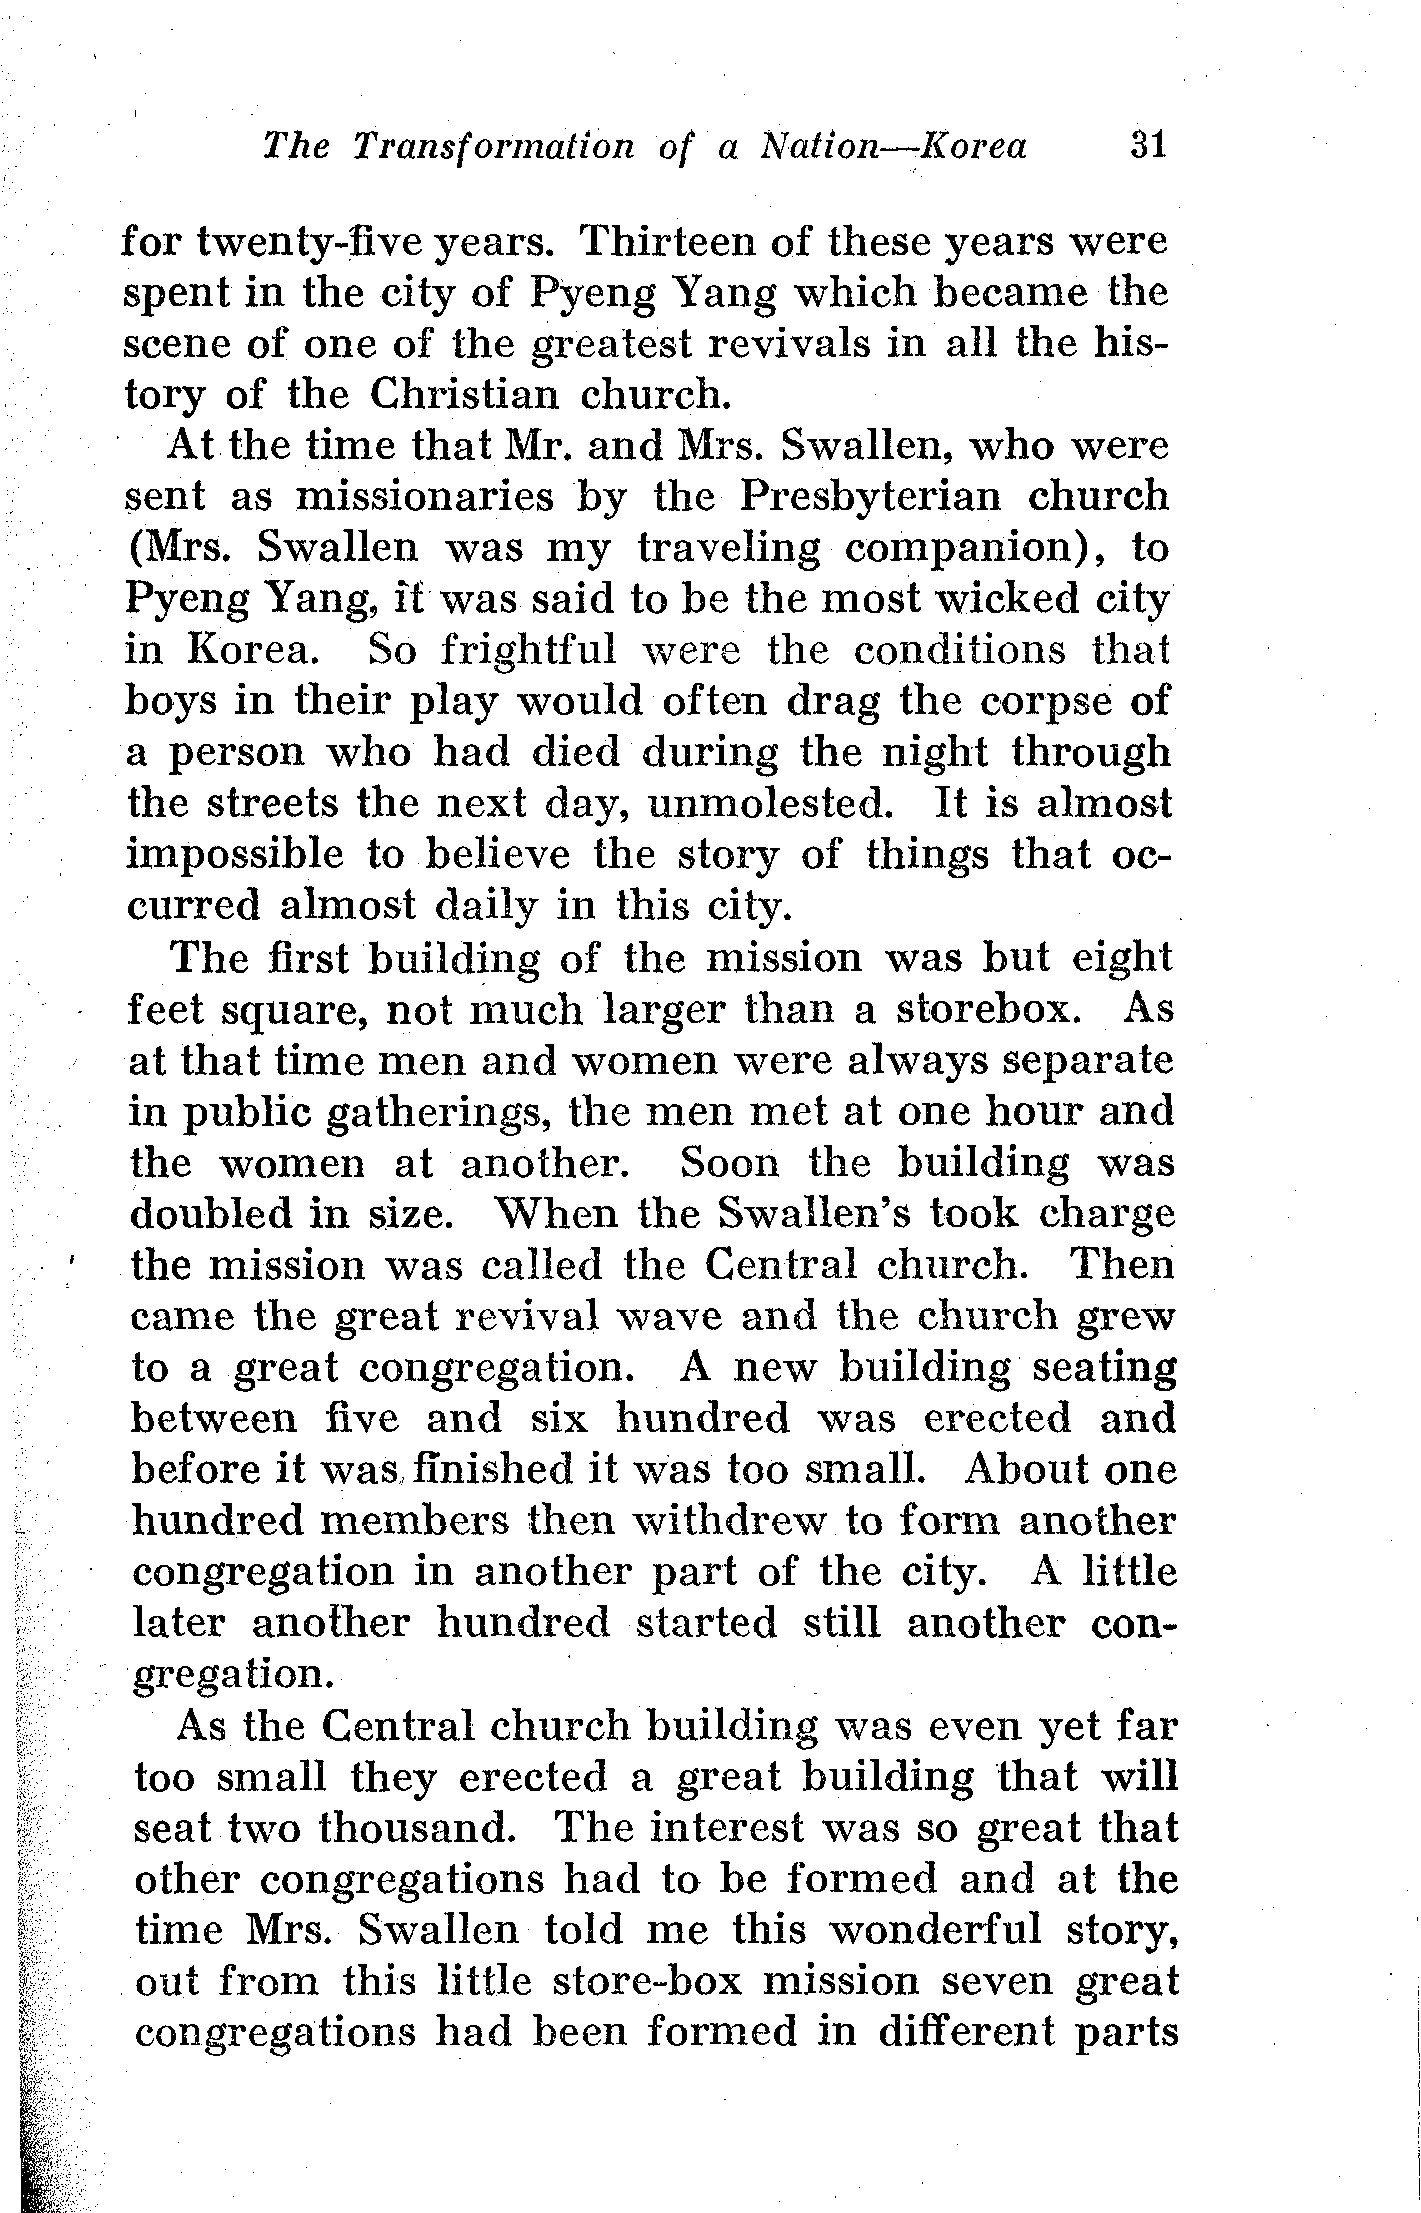 The Transformation of a Nation—Korea 31
for twenty-five years. Thirteen of these years were
spent in the city of Pyeng Yang which became the
scene of one of the greatest revivals in all the his-
tory of the Christian church.
At the time that Mr. and Mrs. Swallen, who were
sent as missionaries by the Presbyterian church
(Mrs. Swallen was my traveling companion), to
Pyeng Yang, it was said to be the most wicked city
in Korea. So frightful were the conditions that
boys in their play would often drag the corpse of
a person who had died during the night through
the streets the next day, unmolested. It is almost
impossible to believe the story of things that oc-
curred almost daily in this city.
The first building of the mission was but eight
feet square, not much larger than a storebox. As
at that time men and women were always separate
in public gatherings, the men met at one hour and
the women at another. Soon the building was
doubled in size. When the Swallen's took charge
the mission was called the Central church. Then
came the great revival wave and the church grew
to a great congregation. A new building seating
between five and six hundred was erected and
before it was finished it was too small. About one
hundred members then withdrew to form another
congregation in another part of the city. A little
later another hundred started still another con-
gregation.
As the Central church building was even yet far
too small they erected a great building that will
seat two thousand. The interest was so great that
other congregations had to be formed and at the
time Mrs. Swallen told me this wonderful story,
out from this little store-box mission seven great
congregations had been formed in different parts